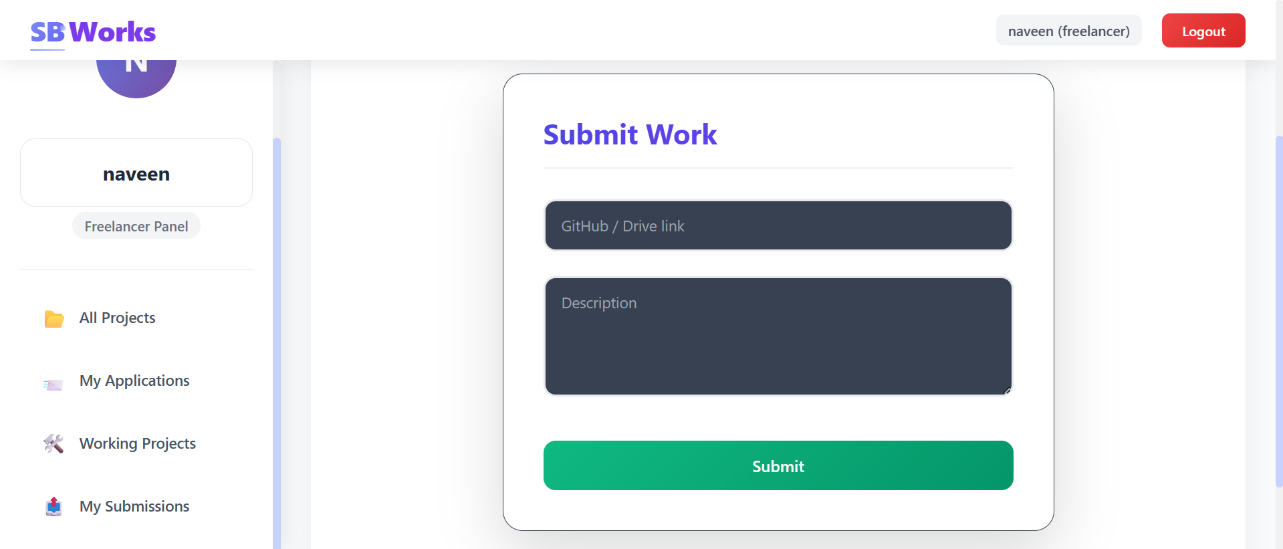 SB Works
naveen (freelancer)
Logout
N
naveen
Freelancer Panel
All Projects
My Applications
Working Projects
My Submissions
Submit Work
GitHub / Drive link
Description
Submit